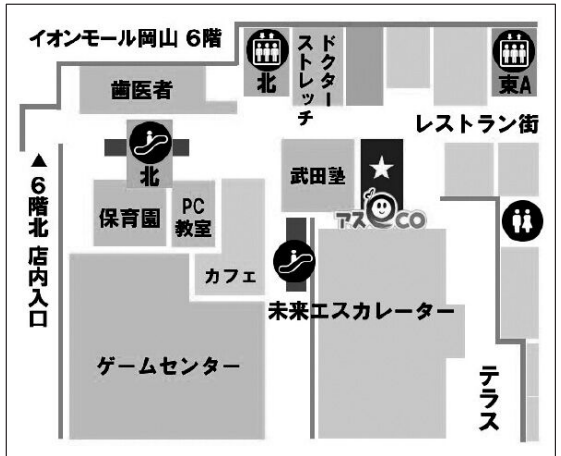 イオンモール岡山 6階
北
ドクター
ストレッチ
東A
歯医者
レストラン街
北
武田塾
★
▲6階北 店内入口
保育園
PC
教室
アスeco
カフェ
未来エスカレーター
ゲームセンター
テラス